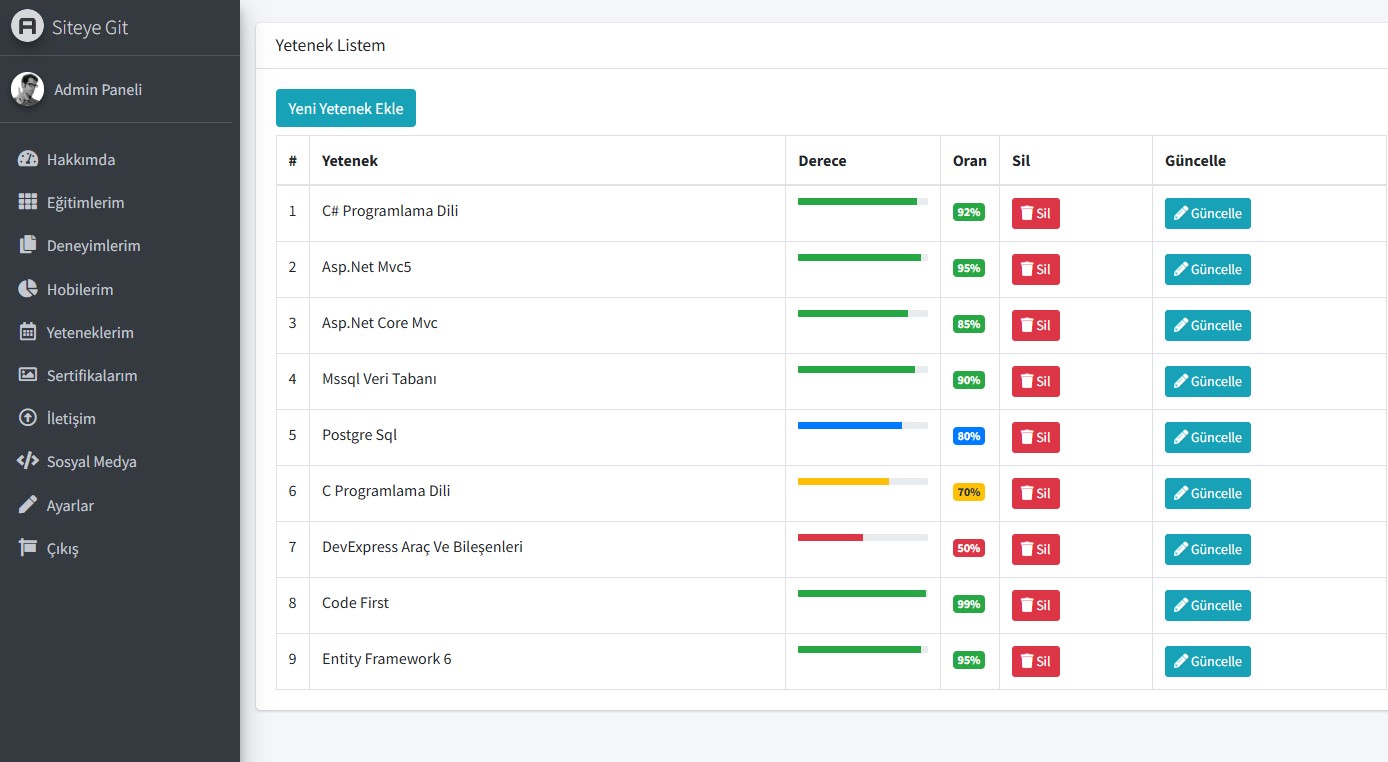 Siteye Git
Admin Paneli
Hakkımda
Eğitimlerim
Deneyimlerim
Hobilerim
Yeteneklerim
Sertifikalarım
İletişim
Sosyal Medya
Ayarlar
Çıkış
Yetenek Listem
Yeni Yetenek Ekle
# Yetenek Derece Oran Sil Güncelle
1 C# Programlama Dili 92% Sil Güncelle
2 Asp.Net Mvc5 95% Sil Güncelle
3 Asp.Net Core Mvc 85% Sil Güncelle
4 Mssql Veri Tabanı 90% Sil Güncelle
5 Postgre Sql 80% Sil Güncelle
6 C Programlama Dili 70% Sil Güncelle
7 DevExpress Araç Ve Bileşenleri 50% Sil Güncelle
8 Code First 99% Sil Güncelle
9 Entity Framework 6 95% Sil Güncelle